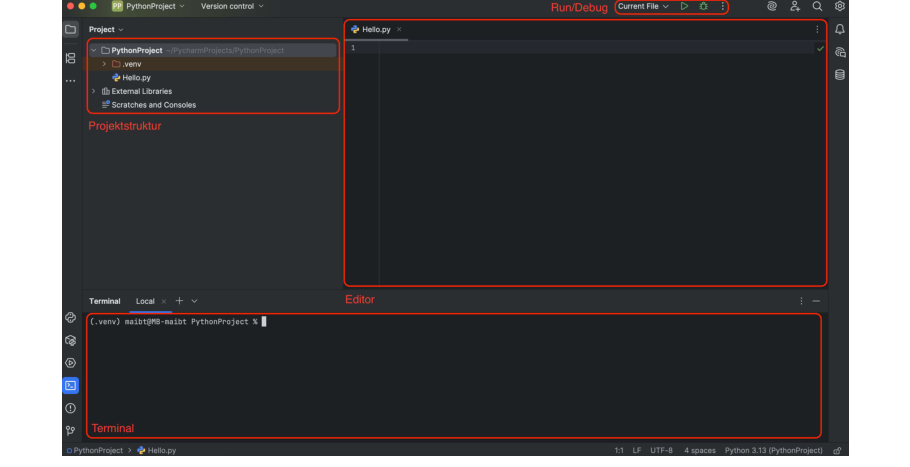 PP PythonProject Version control
Run/Debug Current File
Project
Hello.py
PythonProject ~/PycharmProjects/PythonProject
.venv
Hello.py
External Libraries
Scratches and Consoles
Projektstruktur
1
Editor
Terminal Local
(.venv) maibt@MB-maibt PythonProject %
Terminal
PythonProject > Hello.py
1:1 LF UTF-8 4 spaces Python 3.13 (PythonProject)